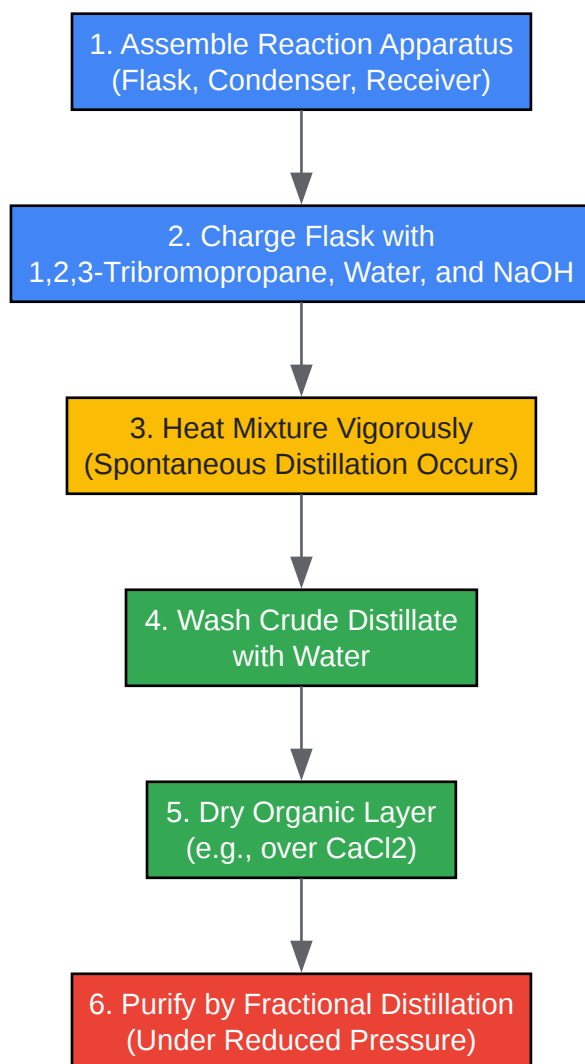 1. Assemble Reaction Apparatus
(Flask, Condenser, Receiver)
2. Charge Flask with
1,2,3-Tribromopropane, Water, and NaOH
3. Heat Mixture Vigorously
(Spontaneous Distillation Occurs)
4. Wash Crude Distillate
with Water
5. Dry Organic Layer
(e.g., over CaCl2)
6. Purify by Fractional Distillation
(Under Reduced Pressure)